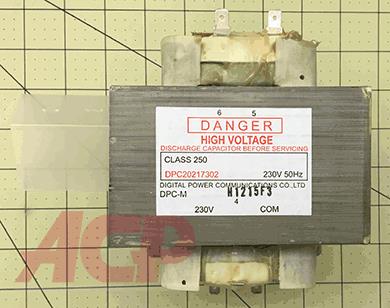 6 5
DANGER
HIGH VOLTAGE
DISCHARGE CAPACITOR BEFORE SERVICING
CLASS 250
DPC20217302 230V 50Hz
DIGITAL POWER COMMUNICATIONS CO.,LTD
DPC-M M1215F3
4
230V COM
ACP